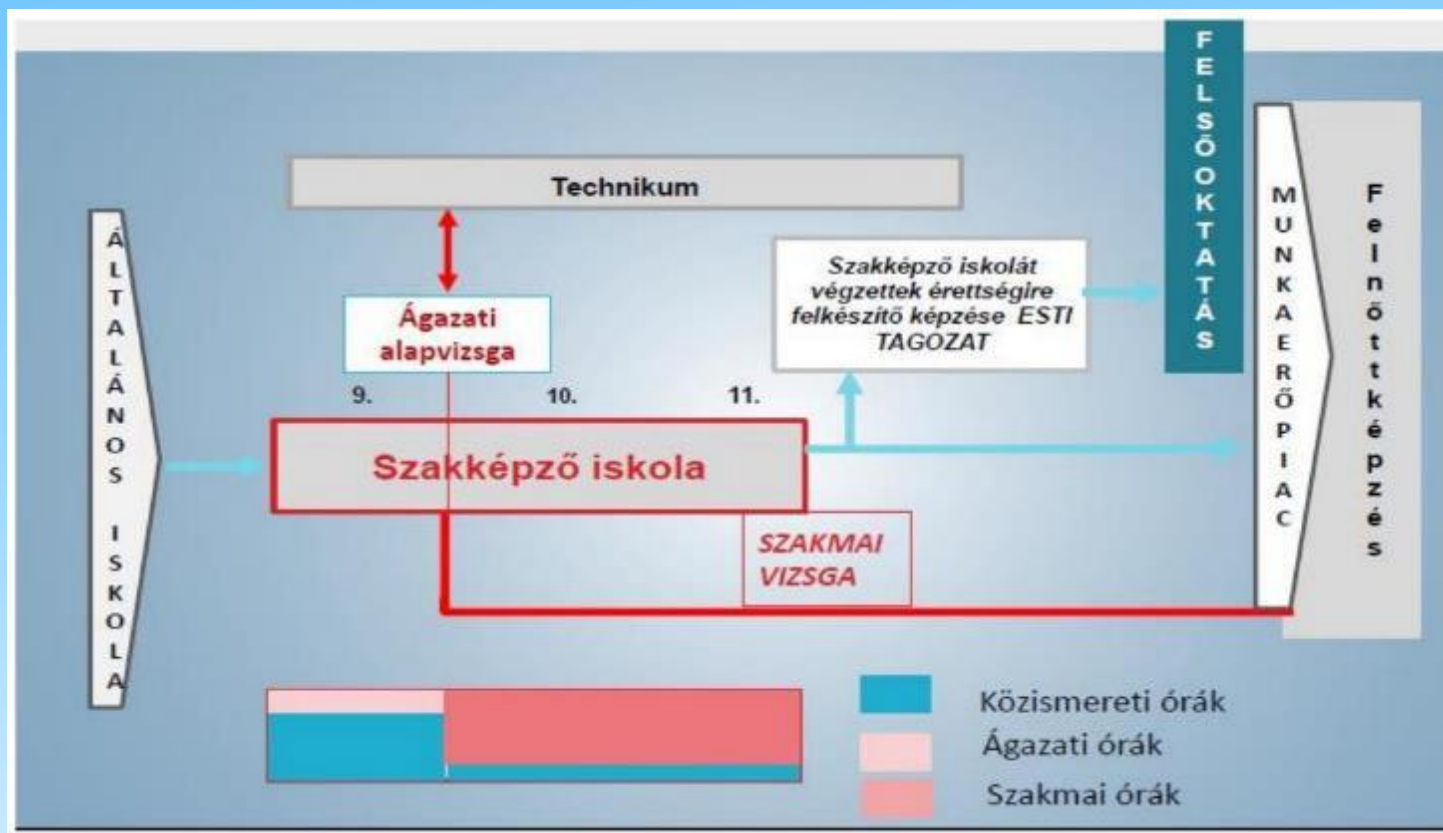 ÁLTALÁNOS ISKOLA
Technikum
Ágazati
alapvizsga
9. 10. 11.
Szakképző iskola
SZAKMAI
VIZSGA
Szakképző iskolát
végzettek érettségire
felkészítő képzése ESTI
TAGOZAT
FELSŐOKTATÁS
MUNKAERŐPIAC
Felnőttképzés
Közismereti órák
Ágazati órák
Szakmai órák